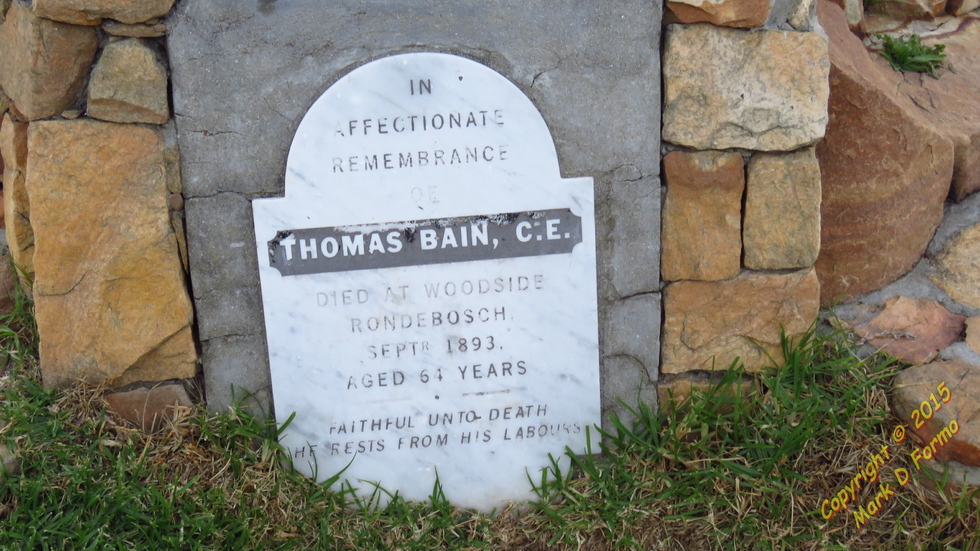 IN
AFFECTIONATE
REMEMBRANCE
OF
THOMAS BAIN, C.E.
DIED AT WOODSIDE
RONDEBOSCH.
SEPTR 1893.
AGED 64 YEARS
FAITHFUL UNTO DEATH
HE RESTS FROM HIS LABOURS
Copyright © 2015
Mark D Formo